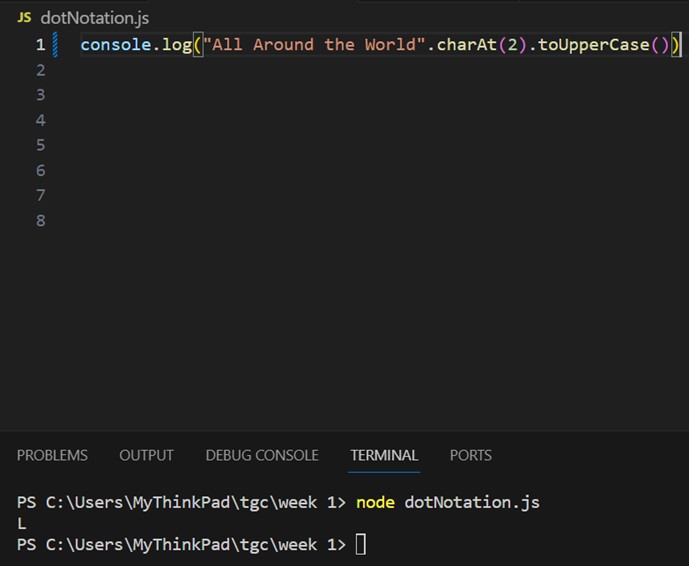 JS dotNotation.js
1 console.log("All Around the World".charAt(2).toUpperCase())
2
3
4
5
6
7
8
PROBLEMS OUTPUT DEBUG CONSOLE TERMINAL PORTS
PS C:\Users\MyThinkPad\tgc\week 1> node dotNotation.js
L
PS C:\Users\MyThinkPad\tgc\week 1>